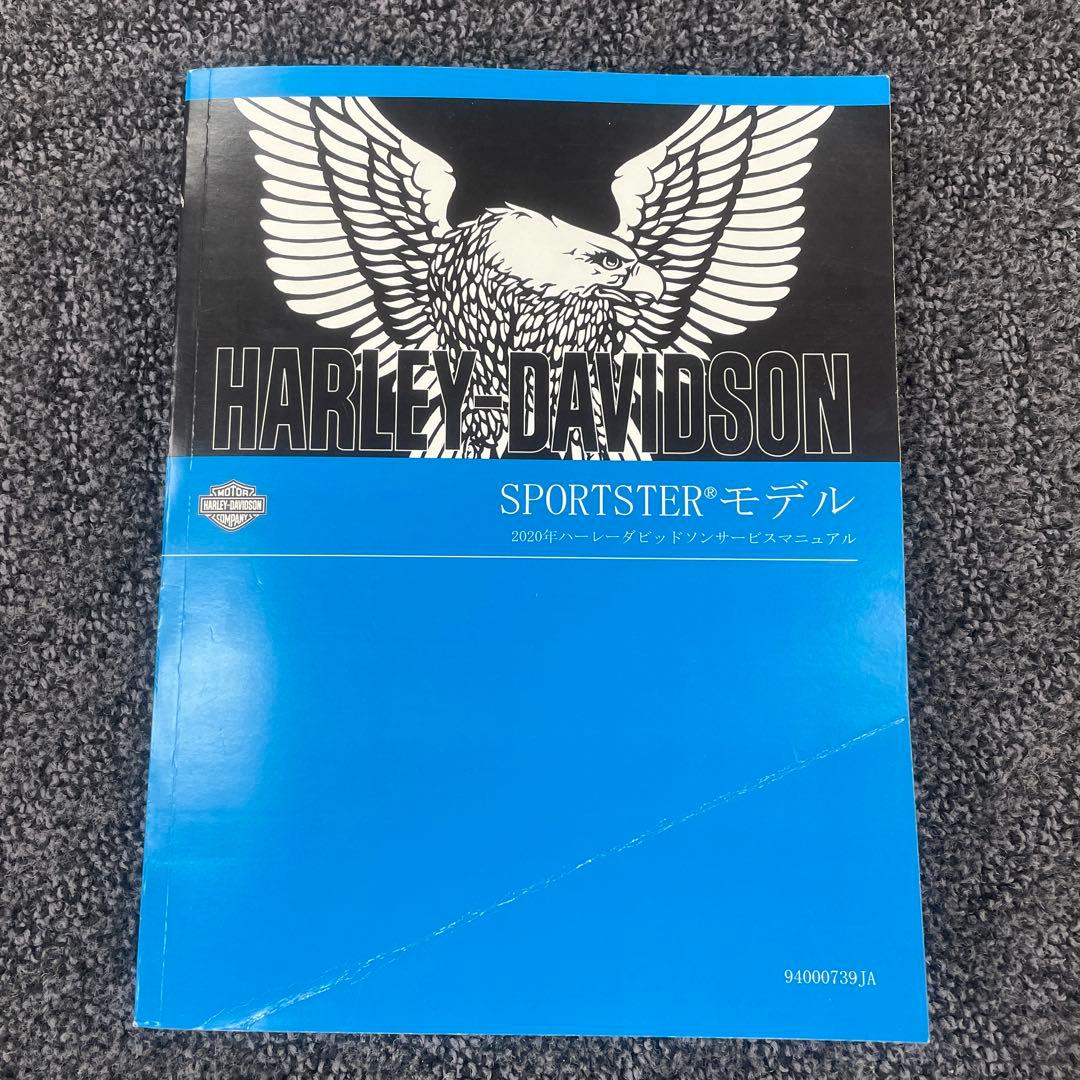 HARLEY-DAVIDSON
MOTOR
HARLEY-DAVIDSON
COMPANY
SPORTSTER®モデル
2020年ハーレーダビッドソンサービスマニュアル
94000739JA